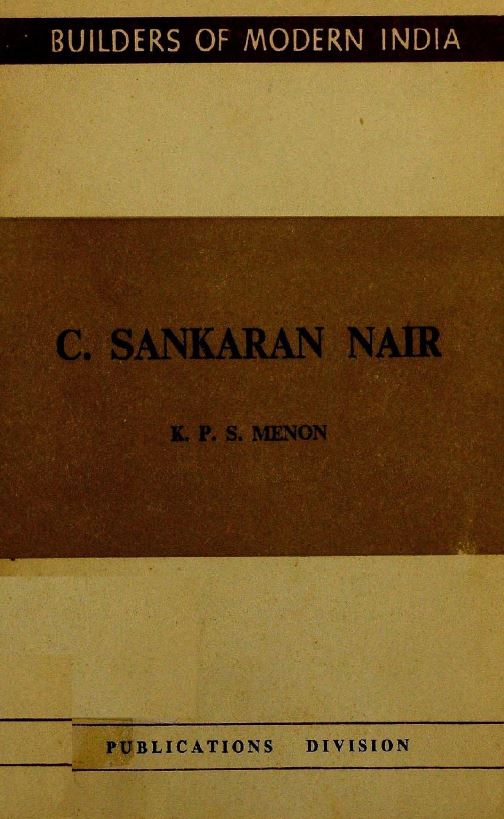 BUILDERS OF MODERN INDIA
C. SANKARAN NAIR
K. P. S. MENON
PUBLICATIONS DIVISION